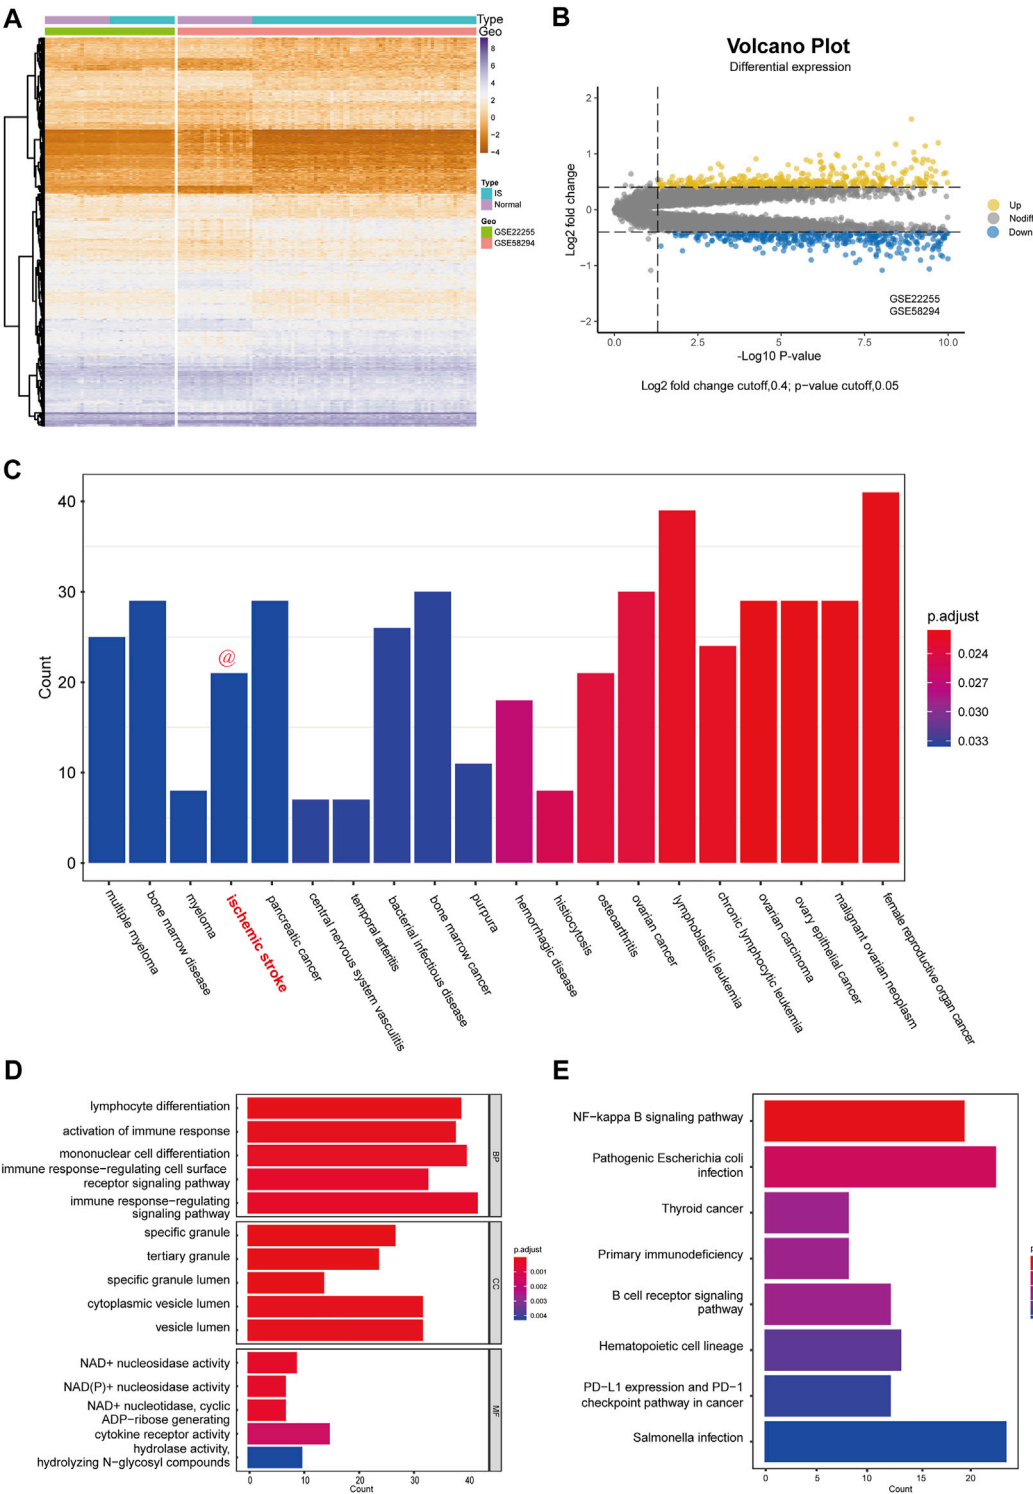 A
Type
Geo
8
6
4
2
0
−2
−4
Type
IS
Normal
Geo
GSE22255
GSE58294
B
Volcano Plot
Differential expression
Log2 fold change
2
1
0
−1
−2
0.0
2.5
5
7.5
10.0
-Log10 P-value
GSE22255
GSE58294
Up
Nodiff
Down
Log2 fold change cutoff,0.4; p−value cutoff,0.05
C
Count
40
30
20
10
0
@
multiple myeloma
bone marrow disease
myeloma
ischemic stroke
pancreatic cancer
central nervous system vasculitis
temporal arteritis
bacterial infectious disease
bone marrow cancer
purpura
hemorrhagic disease
histiocytosis
osteoarthritis
ovarian cancer
lymphoblastic leukemia
chronic lymphocytic leukemia
ovarian carcinoma
ovary epithelial cancer
malignant ovarian neoplasm
female reproductive organ cancer
p.adjust
0.024
0.027
0.030
0.033
D
lymphocyte differentiation
activation of immune response
mononuclear cell differentiation
immune response−regulating cell surface
receptor signaling pathway
immune response−regulating
signaling pathway
BP
specific granule
tertiary granule
specific granule lumen
cytoplasmic vesicle lumen
vesicle lumen
CC
NAD+ nucleosidase activity
NAD(P)+ nucleosidase activity
NAD+ nucleotidase, cyclic
ADP−ribose generating
cytokine receptor activity
hydrolase activity,
hydrolyzing N−glycosyl compounds
MF
0
10
20
30
40
Count
p.adjust
0.001
0.002
0.003
0.004
E
NF−kappa B signaling pathway
Pathogenic Escherichia coli
infection
Thyroid cancer
Primary immunodeficiency
B cell receptor signaling
pathway
Hematopoietic cell lineage
PD−L1 expression and PD−1
checkpoint pathway in cancer
Salmonella infection
0
5
10
15
20
Count